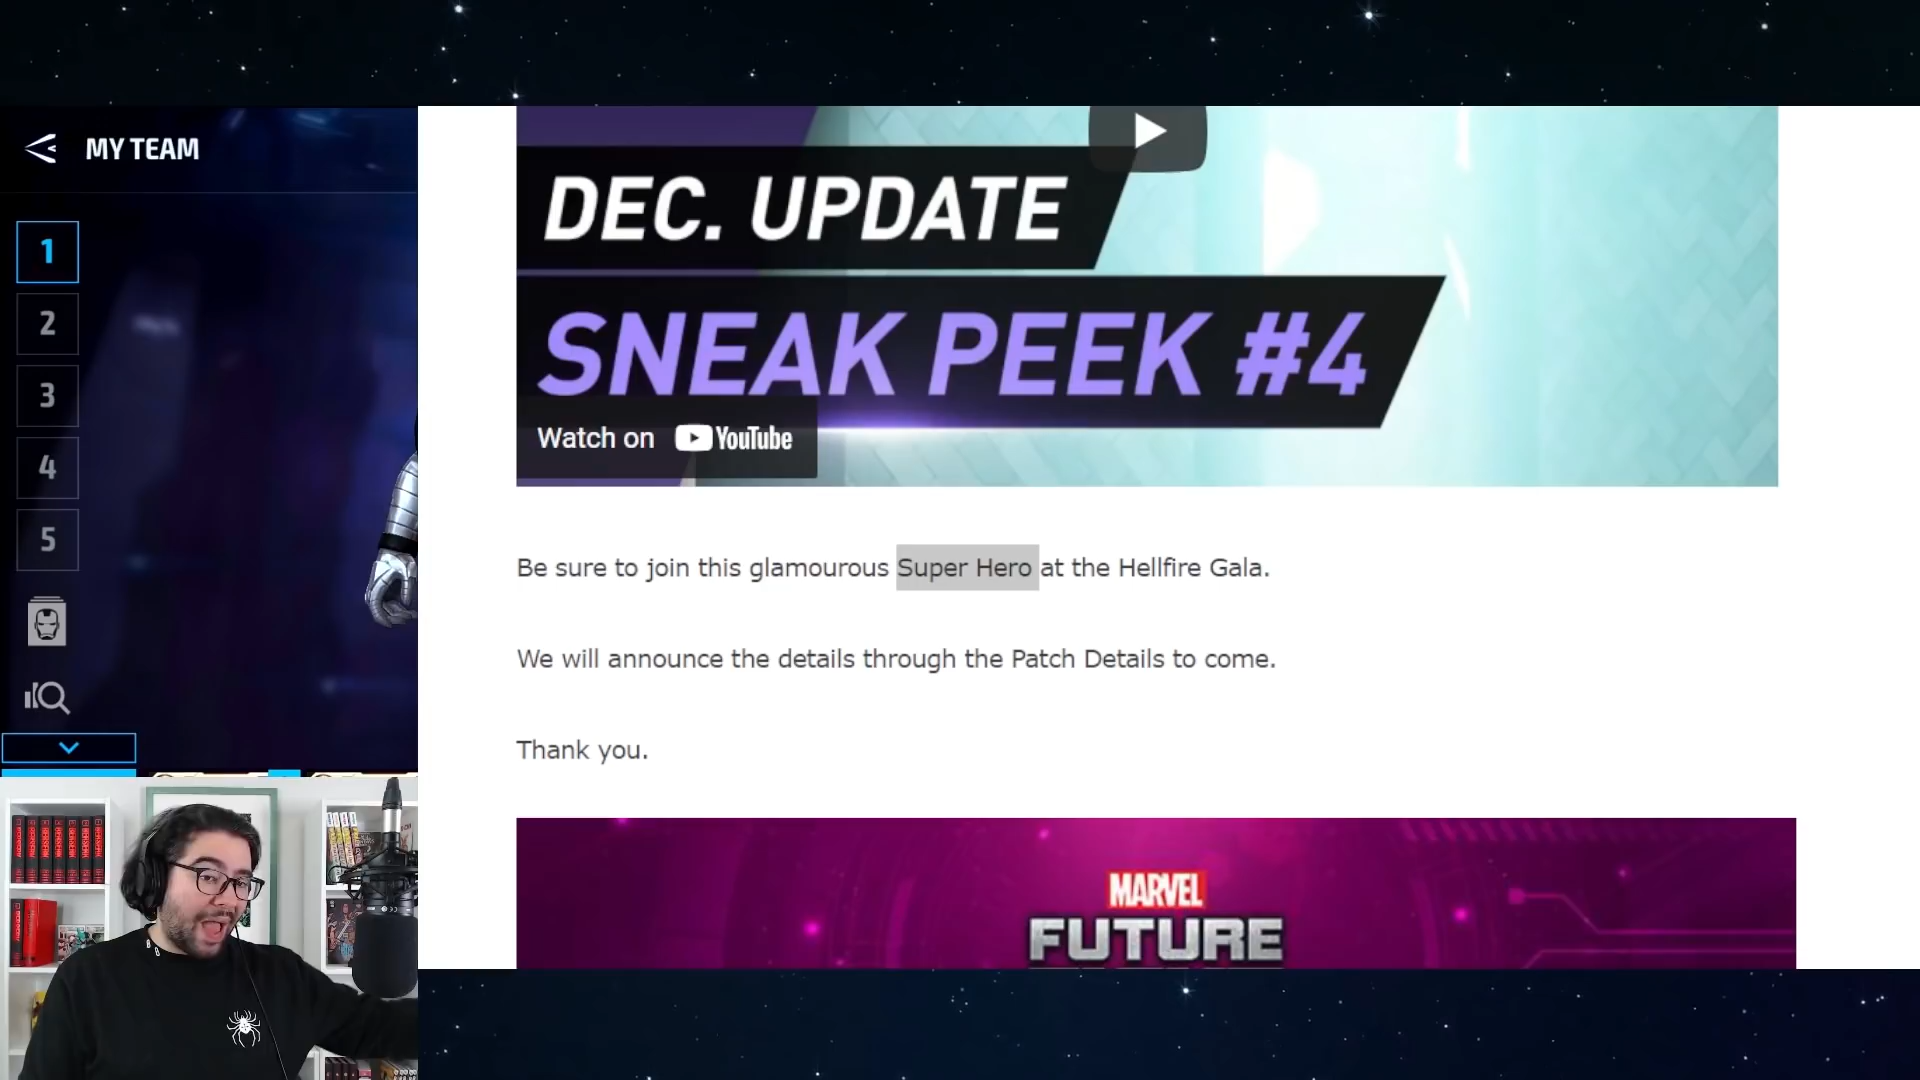 MY TEAM
1
2
3
4
5
DEC. UPDATE
SNEAK PEEK #4
Watch on YouTube
Be sure to join this glamourous Super Hero at the Hellfire Gala.
We will announce the details through the Patch Details to come.
Thank you.
MARVEL
FUTURE